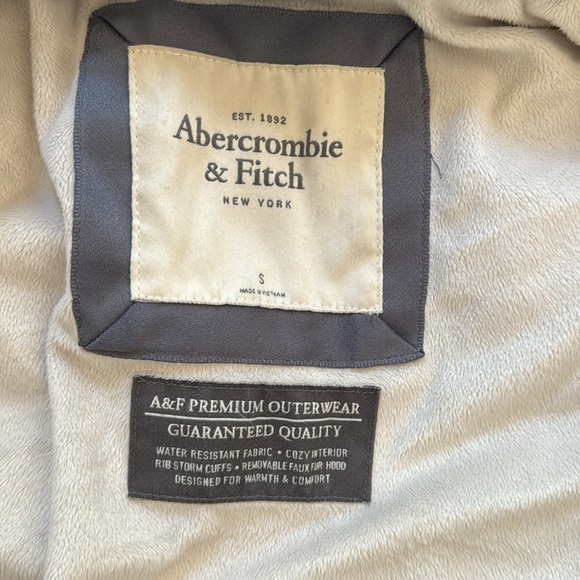 EST. 1892
Abercrombie
& Fitch
NEW YORK
S
MADE IN VIETNAM
A&F PREMIUM OUTERWEAR
GUARANTEED QUALITY
WATER RESISTANT FABRIC • COZY INTERIOR
RIB STORM CUFFS • REMOVABLE FAUX FUR HOOD
DESIGNED FOR WARMTH & COMFORT